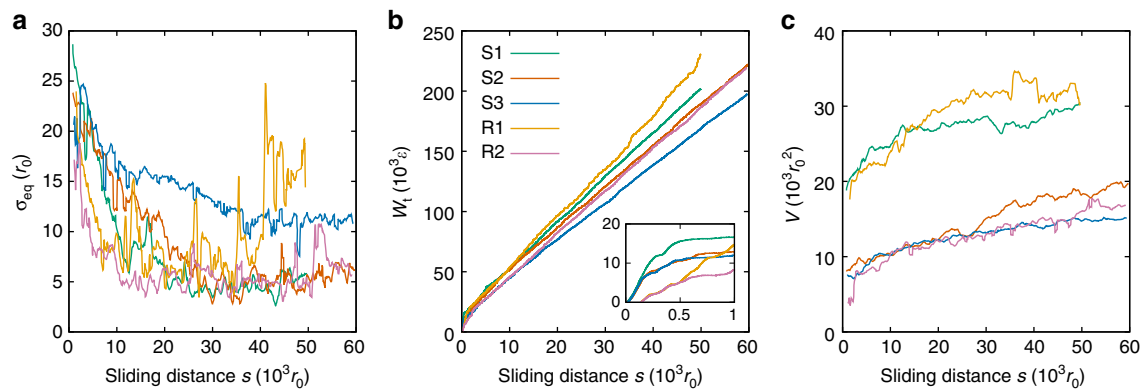 a
σeq (r0)
30
25
20
15
10
5
0
0 10 20 30 40 50 60
Sliding distance s (10³r0)
b
Wt (10³ε)
250
200
150
100
50
0
S1
S2
S3
R1
R2
20
10
0
0 0.5 1
0 10 20 30 40 50 60
Sliding distance s (10³r0)
c
V (10³r0²)
40
30
20
10
0
0 10 20 30 40 50 60
Sliding distance s (10³r0)